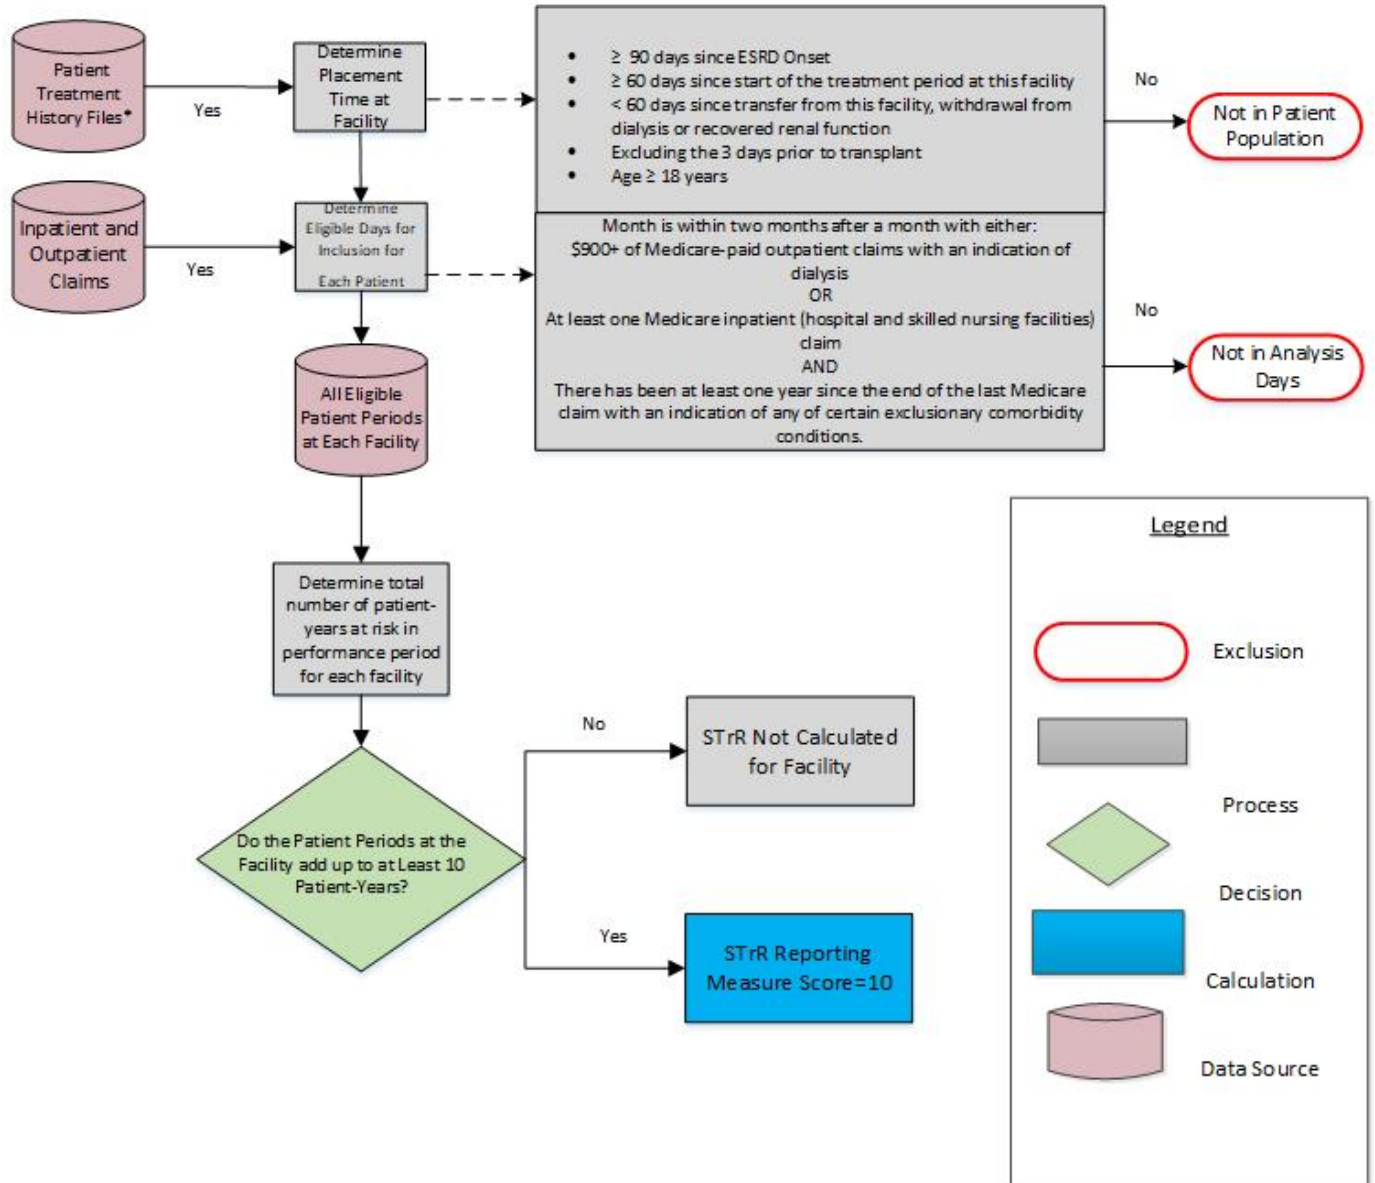 Patient
Treatment
History Files*
Yes
Determine
Placement
Time at
Facility
• ≥ 90 days since ESRD Onset
• ≥ 60 days since start of the treatment period at this facility
• < 60 days since transfer from this facility, withdrawal from
dialysis or recovered renal function
• Excluding the 3 days prior to transplant
• Age ≥ 18 years
No
Not in Patient
Population
Inpatient and
Outpatient
Claims
Yes
Determine
Eligible Days for
Inclusion for
Each Patient
Month is within two months after a month with either:
$900+ of Medicare-paid outpatient claims with an indication of
dialysis
OR
At least one Medicare inpatient (hospital and skilled nursing facilities)
claim
AND
There has been at least one year since the end of the last Medicare
claim with an indication of any of certain exclusionary comorbidity
conditions.
No
Not in Analysis
Days
All Eligible
Patient Periods
at Each Facility
Determine total
number of patient-
years at risk in
performance period
for each facility
Do the Patient Periods at the
Facility add up to at Least 10
Patient-Years?
No
STrR Not Calculated
for Facility
Yes
STrR Reporting
Measure Score=10
Legend
Exclusion
Process
Decision
Calculation
Data Source